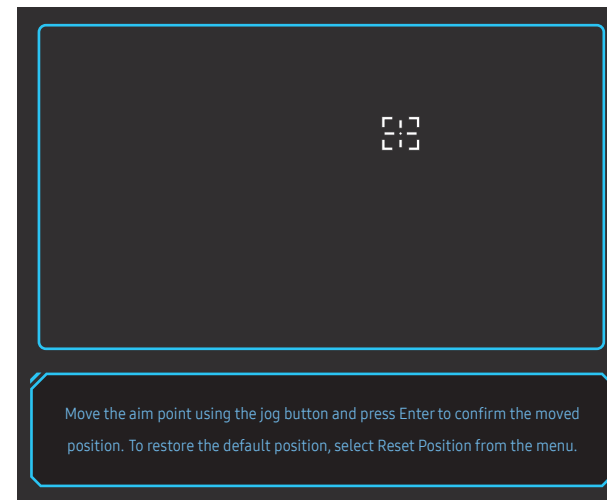 Move the aim point using the jog button and press Enter to confirm the moved
position. To restore the default position, select Reset Position from the menu.